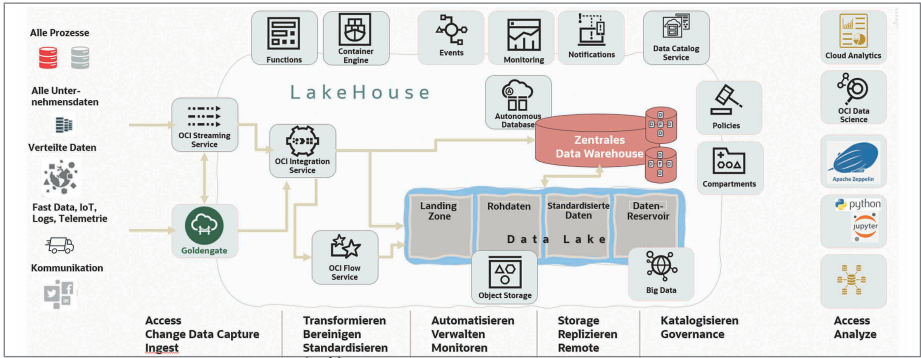 Alle Prozesse
Alle Unter-
nehmensdaten
Verteilte Daten
Fast Data, IoT,
Logs, Telemetrie
Kommunikation
OCI Streaming
Service
Goldengate
Functions
Container
Engine
Events
Monitoring
Notifications
Data Catalog
Service
LakeHouse
OCI Integration
Service
OCI Flow
Service
Autonomous
Database
Zentrales
Data Warehouse
Landing
Zone
Rohdaten
Standardisierte
Daten
Daten-
Reservoir
Data Lake
Object Storage
Big Data
Policies
Compartments
Cloud Analytics
OCI Data
Science
Apache Zeppelin
python
jupyter
Access
Change Data Capture
Ingest
Transformieren
Bereinigen
Standardisieren
Automatisieren
Verwalten
Monitoren
Storage
Replizieren
Remote
Katalogisieren
Governance
Access
Analyze